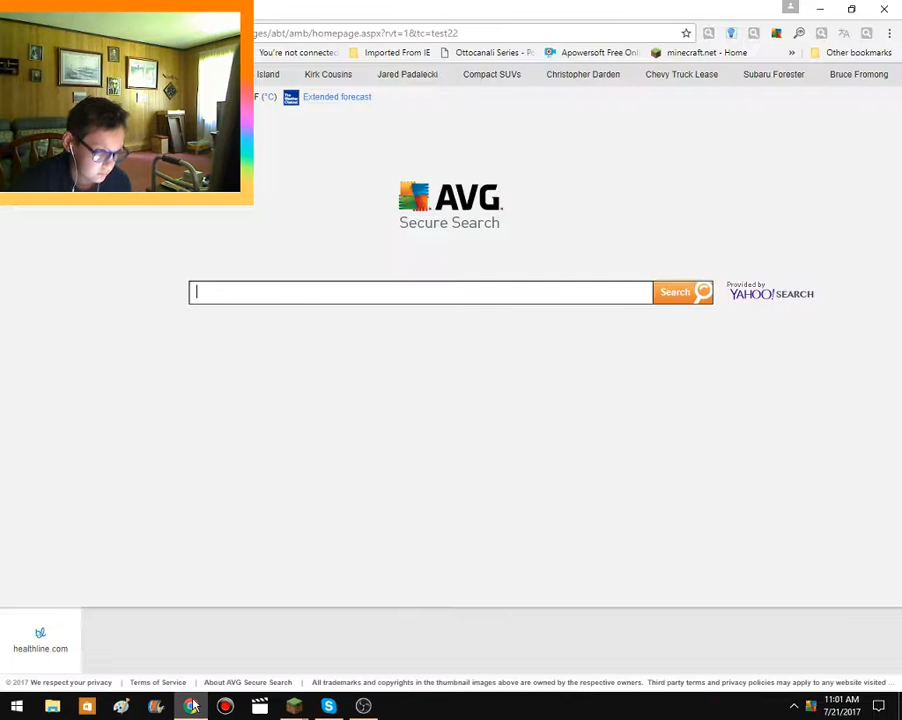 ges/abt/amb/homepage.aspx?rvt=1&tc=test22
You're not connected
Imported From IE
Ottocanali Series - Po
Apowersoft Free Onli
minecraft.net - Home
»
Other bookmarks
Island
Kirk Cousins
Jared Padalecki
Compact SUVs
Christopher Darden
Chevy Truck Lease
Subaru Forester
Bruce Fromong
F (°C)
Extended forecast
AVG
Secure Search
Search
Provided by
YAHOO! SEARCH
healthline.com
© 2017 We respect your privacy | Terms of Service | About AVG Secure Search | All trademarks and copyrights in the thumbnail images above are owned by the respective owners. Third party terms and privacy policies may apply to any website visited ...
11:01 AM
7/21/2017